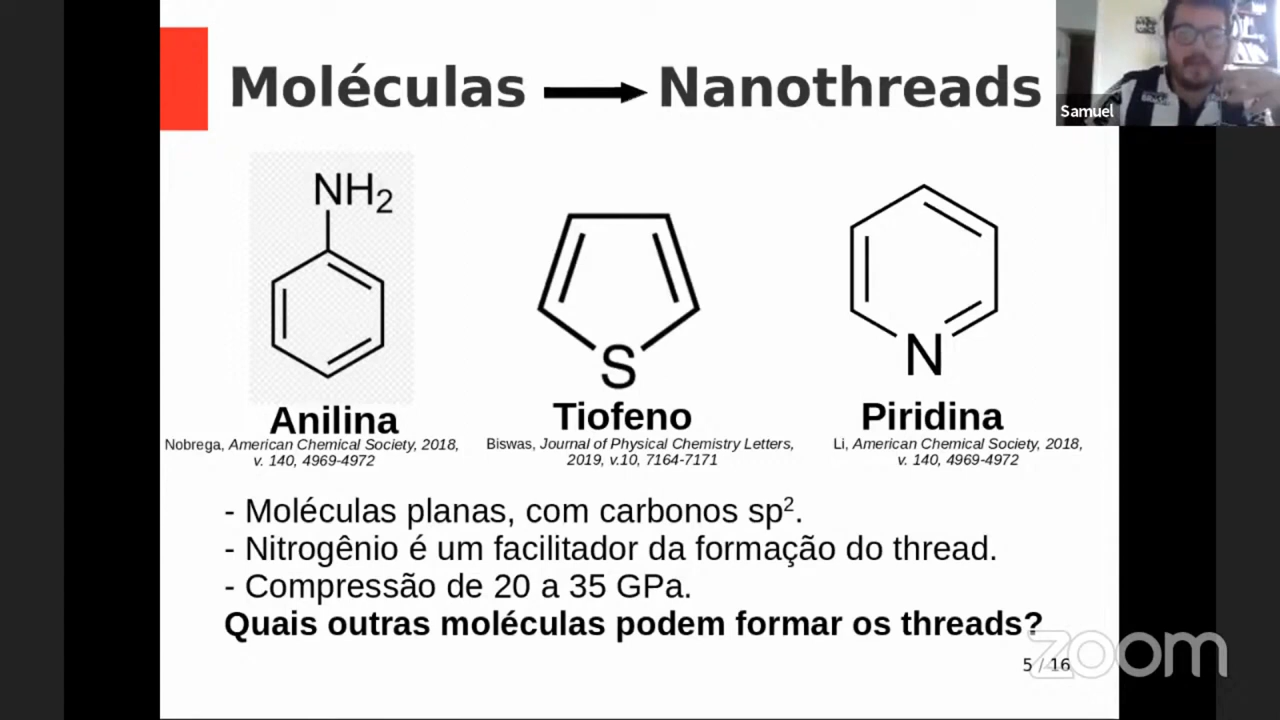 Moléculas Nanothreads
Samuel
NH2
S
N
Anilina
Nobrega, American Chemical Society, 2018,
v. 140, 4969-4972
Tiofeno
Biswas, Journal of Physical Chemistry Letters,
2019, v.10, 7164-7171
Piridina
Li, American Chemical Society, 2018,
v. 140, 4969-4972
- Moléculas planas, com carbonos sp².
- Nitrogênio é um facilitador da formação do thread.
- Compressão de 20 a 35 GPa.
Quais outras moléculas podem formar os threads?
5 / 16
zoom